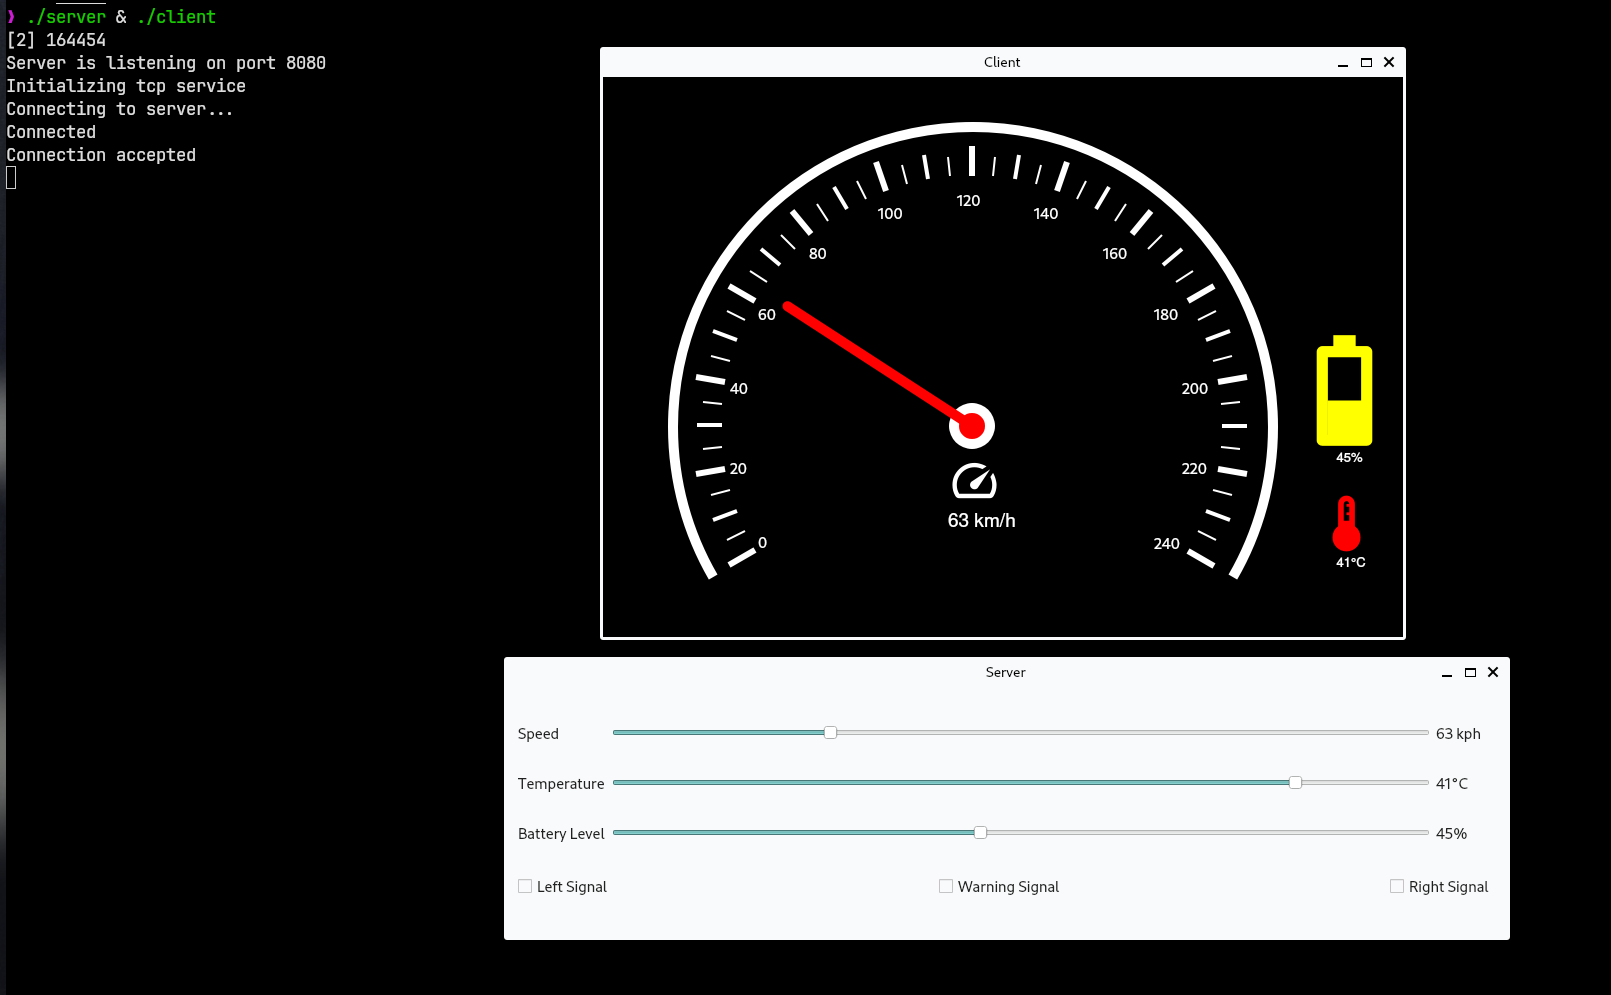 ❫ ./server & ./client
[2] 164454
Server is listening on port 8080
Initializing tcp service
Connecting to server...
Connected
Connection accepted
Client
120
100
140
80
160
60
180
40
200
20
220
0
240
63 km/h
45%
41°C
Server
Speed 63 kph
Temperature 41°C
Battery Level 45%
Left Signal Warning Signal Right Signal